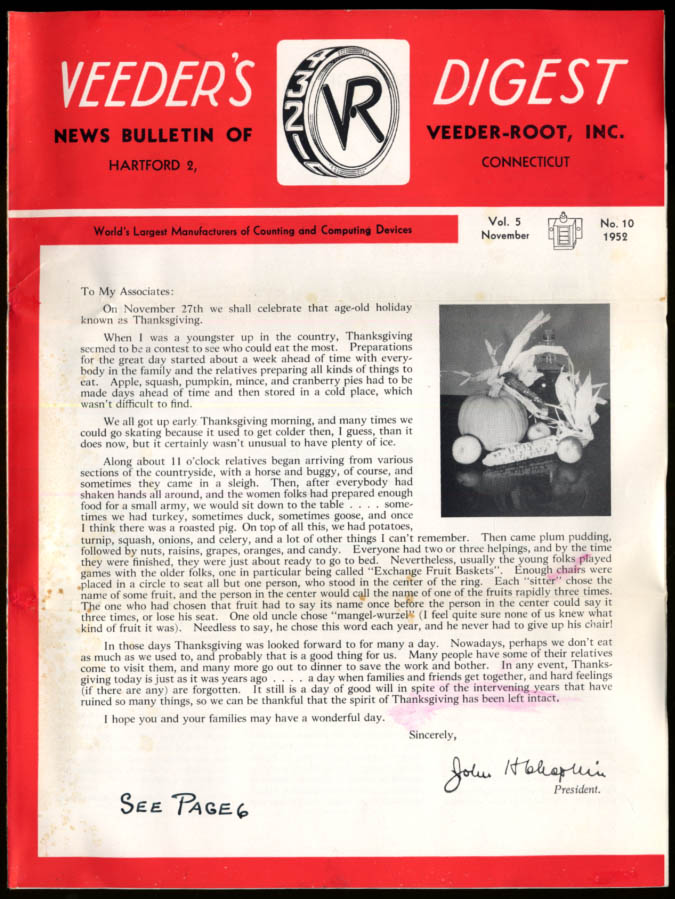 VEEDER'S DIGEST
VR
4
3
2
1
NEWS BULLETIN OF VEEDER-ROOT, INC.
HARTFORD 2, CONNECTICUT
World's Largest Manufacturers of Counting and Computing Devices
Vol. 5 No. 10
November 1952
To My Associates:
On November 27th we shall celebrate that age-old holiday
known as Thanksgiving.
When I was a youngster up in the country, Thanksgiving
seemed to be a contest to see who could eat the most. Preparations
for the great day started about a week ahead of time with every-
body in the family and the relatives preparing all kinds of things to
eat. Apple, squash, pumpkin, mince, and cranberry pies had to be
made days ahead of time and then stored in a cold place, which
wasn't difficult to find.
We all got up early Thanksgiving morning, and many times we
could go skating because it used to get colder then, I guess, than it
does now, but it certainly wasn't unusual to have plenty of ice.
Along about 11 o'clock relatives began arriving from various
sections of the countryside, with a horse and buggy, of course, and
sometimes they came in a sleigh. Then, after everybody had
shaken hands all around, and the women folks had prepared enough
food for a small army, we would sit down to the table . . . . some-
times we had turkey, sometimes duck, sometimes goose, and once
I think there was a roasted pig. On top of all this, we had potatoes,
turnip, squash, onions, and celery, and a lot of other things I can't remember. Then came plum pudding,
followed by nuts, raisins, grapes, oranges, and candy. Everyone had two or three helpings, and by the time
they were finished, they were just about ready to go to bed. Nevertheless, usually the young folks played
games with the older folks, one in particular being called "Exchange Fruit Baskets". Enough chairs were
placed in a circle to seat all but one person, who stood in the center of the ring. Each "sitter" chose the
name of some fruit, and the person in the center would call the name of one of the fruits rapidly three times.
The one who had chosen that fruit had to say its name once before the person in the center could say it
three times, or lose his seat. One old uncle chose "mangel-wurzel" (I feel quite sure none of us knew what
kind of fruit it was). Needless to say, he chose this word each year, and he never had to give up his chair!
In those days Thanksgiving was looked forward to for many a day. Nowadays, perhaps we don't eat
as much as we used to, and probably that is a good thing for us. Many people have some of their relatives
come to visit them, and many more go out to dinner to save the work and bother. In any event, Thanks-
giving today is just as it was years ago . . . . a day when families and friends get together, and hard feelings
(if there are any) are forgotten. It still is a day of good will in spite of the intervening years that have
ruined so many things, so we can be thankful that the spirit of Thanksgiving has been left intact.
I hope you and your families may have a wonderful day.
Sincerely,
John H Chaplin
President.
SEE PAGE 6